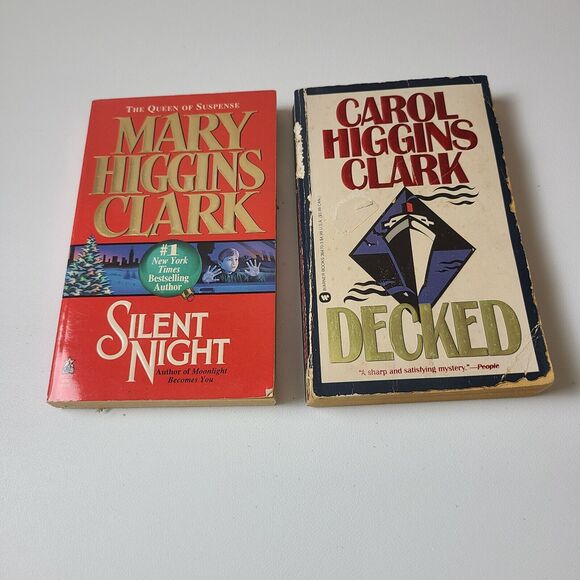 THE QUEEN OF SUSPENSE
MARY
HIGGINS
CLARK
#1
New York
Times
Bestselling
Author
SILENT
NIGHT
Author of Moonlight
Becomes You
CAROL
HIGGINS
CLARK
DECKED
"A sharp and satisfying mystery."—People